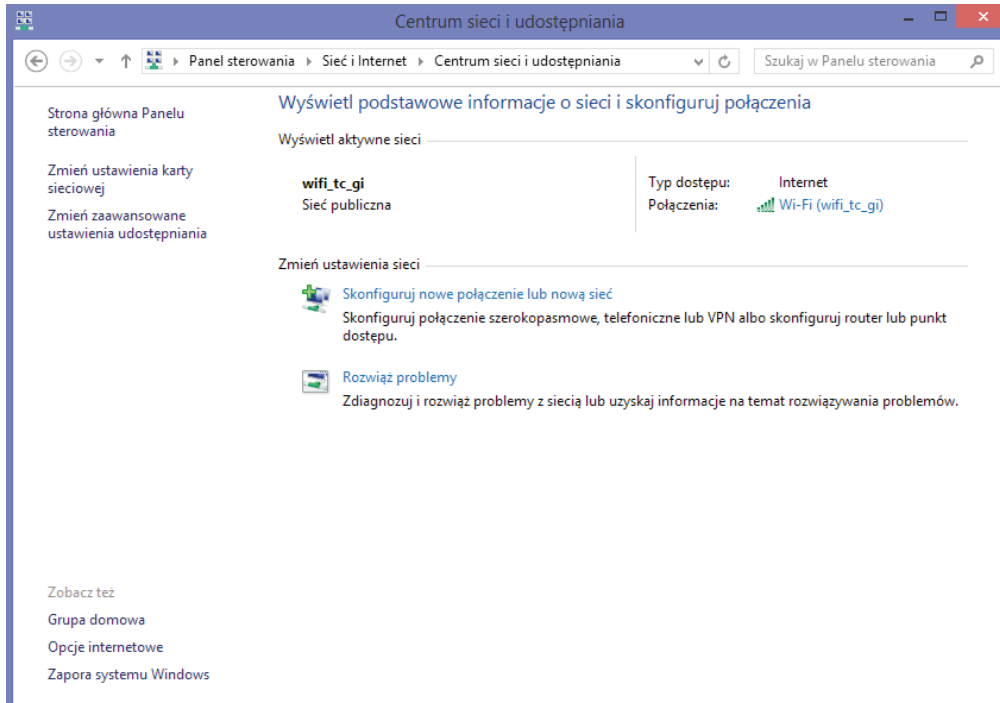 Centrum sieci i udostępniania
Panel sterowania
Sieć i Internet
Centrum sieci i udostępniania
Szukaj w Panelu sterowania
Strona główna Panelu
sterowania
Zmień ustawienia karty
sieciowej
Zmień zaawansowane
ustawienia udostępniania
Wyświetl podstawowe informacje o sieci i skonfiguruj połączenia
Wyświetl aktywne sieci
wifi_tc_gi
Sieć publiczna
Typ dostępu: Internet
Połączenia: Wi-Fi (wifi_tc_gi)
Zmień ustawienia sieci
Skonfiguruj nowe połączenie lub nową sieć
Skonfiguruj połączenie szerokopasmowe, telefoniczne lub VPN albo skonfiguruj router lub punkt
dostępu.
Rozwiąż problemy
Zdiagnozuj i rozwiąż problemy z siecią lub uzyskaj informacje na temat rozwiązywania problemów.
Zobacz też
Grupa domowa
Opcje internetowe
Zapora systemu Windows